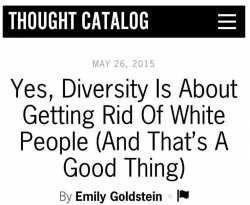 THOUGHT CATALOG
MAY 26, 2015
Yes, Diversity Is About
Getting Rid Of White
People (And That's A
Good Thing)
By Emily Goldstein